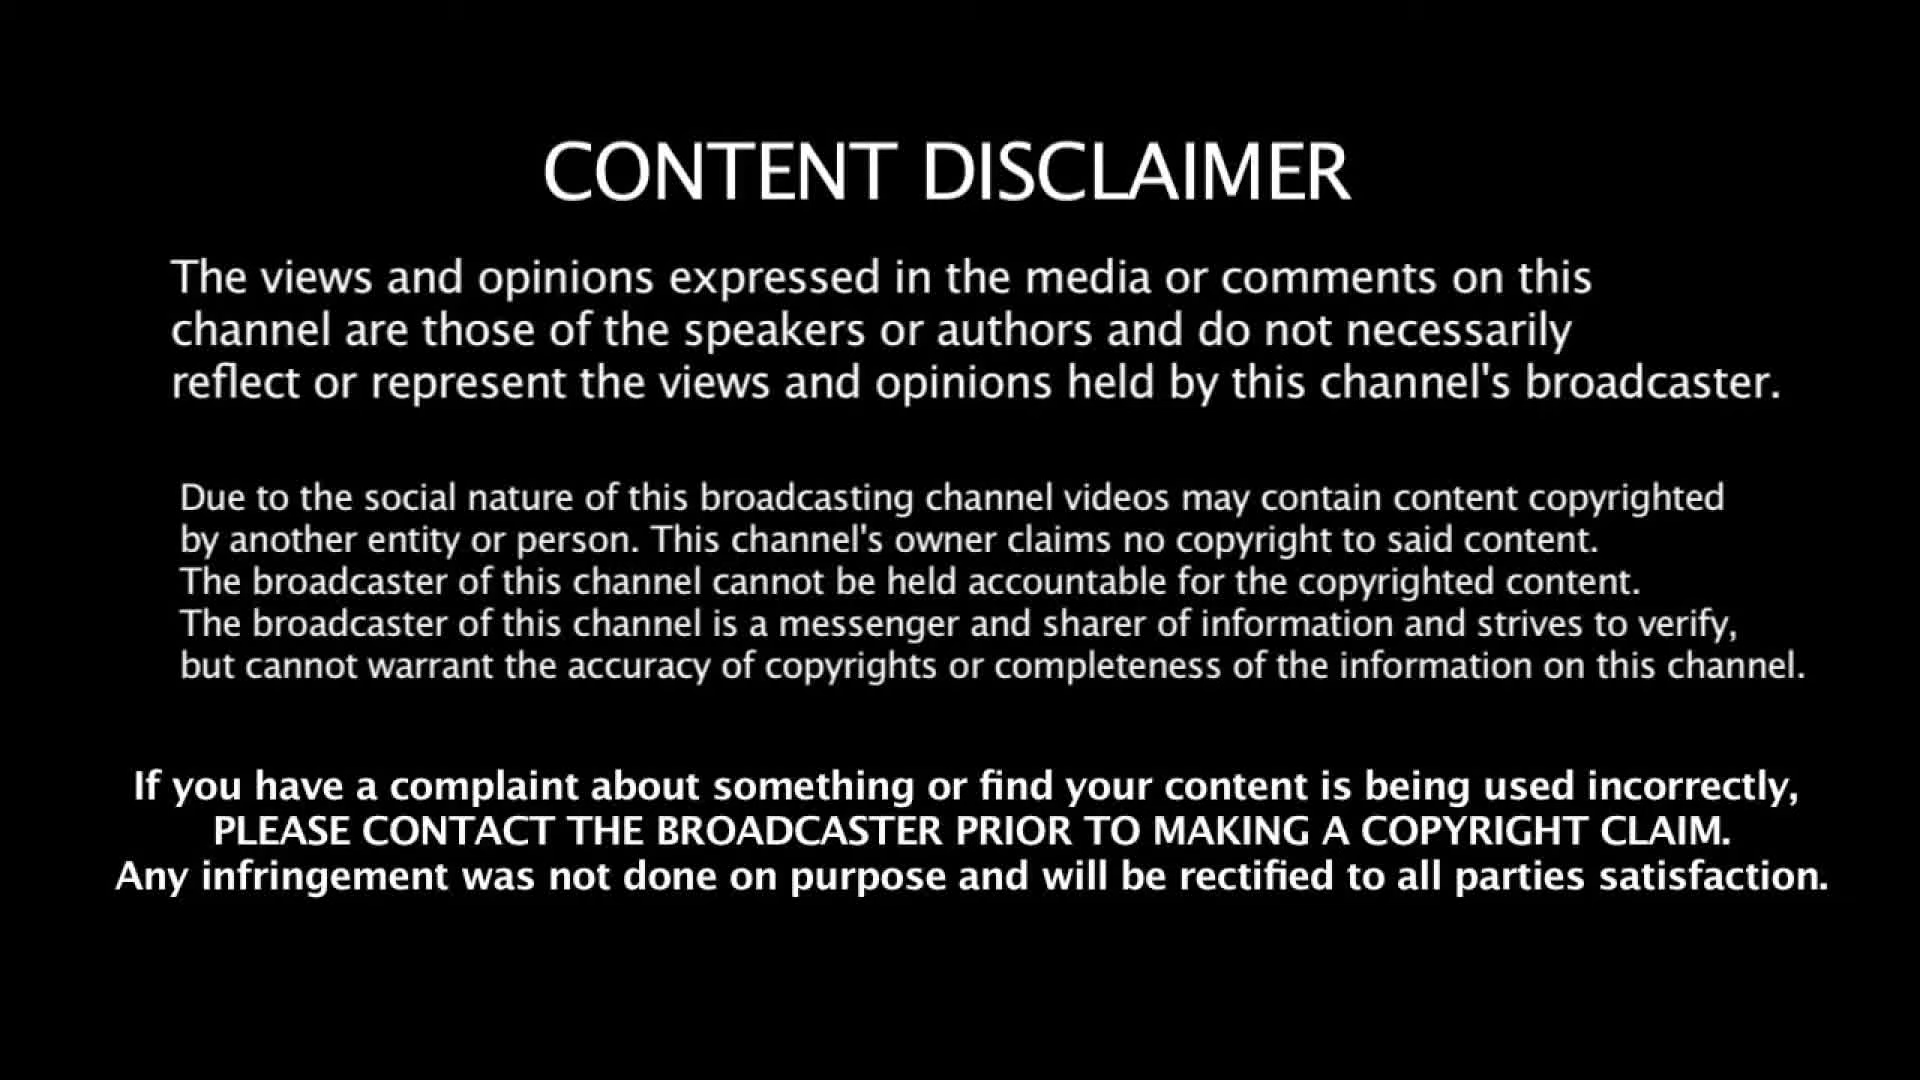 CONTENT DISCLAIMER
The views and opinions expressed in the media or comments on this
channel are those of the speakers or authors and do not necessarily
reflect or represent the views and opinions held by this channel's broadcaster.
Due to the social nature of this broadcasting channel videos may contain content copyrighted
by another entity or person. This channel's owner claims no copyright to said content.
The broadcaster of this channel cannot be held accountable for the copyrighted content.
The broadcaster of this channel is a messenger and sharer of information and strives to verify,
but cannot warrant the accuracy of copyrights or completeness of the information on this channel.
If you have a complaint about something or find your content is being used incorrectly,
PLEASE CONTACT THE BROADCASTER PRIOR TO MAKING A COPYRIGHT CLAIM.
Any infringement was not done on purpose and will be rectified to all parties satisfaction.